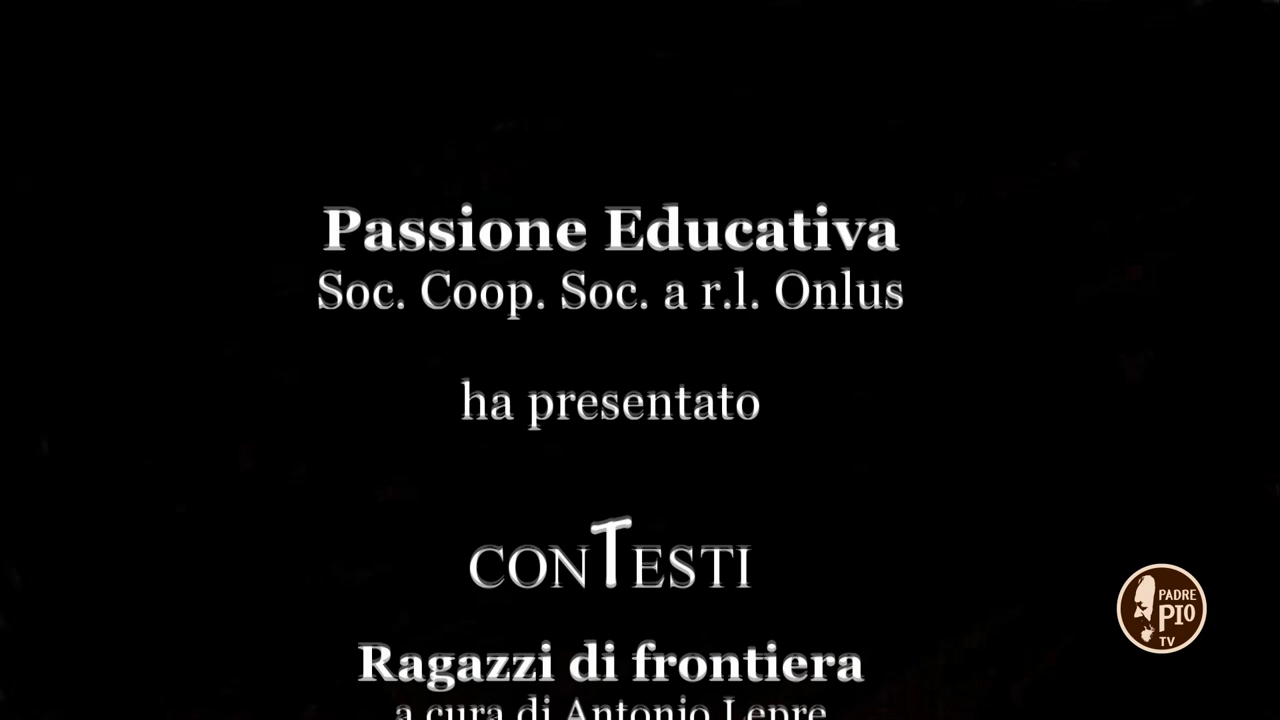 Passione Educativa
Soc. Coop. Soc. a r.l. Onlus
ha presentato
CONTESTI
Ragazzi di frontiera
a cura di Antonio Lepre
PADRE
PIO
TV